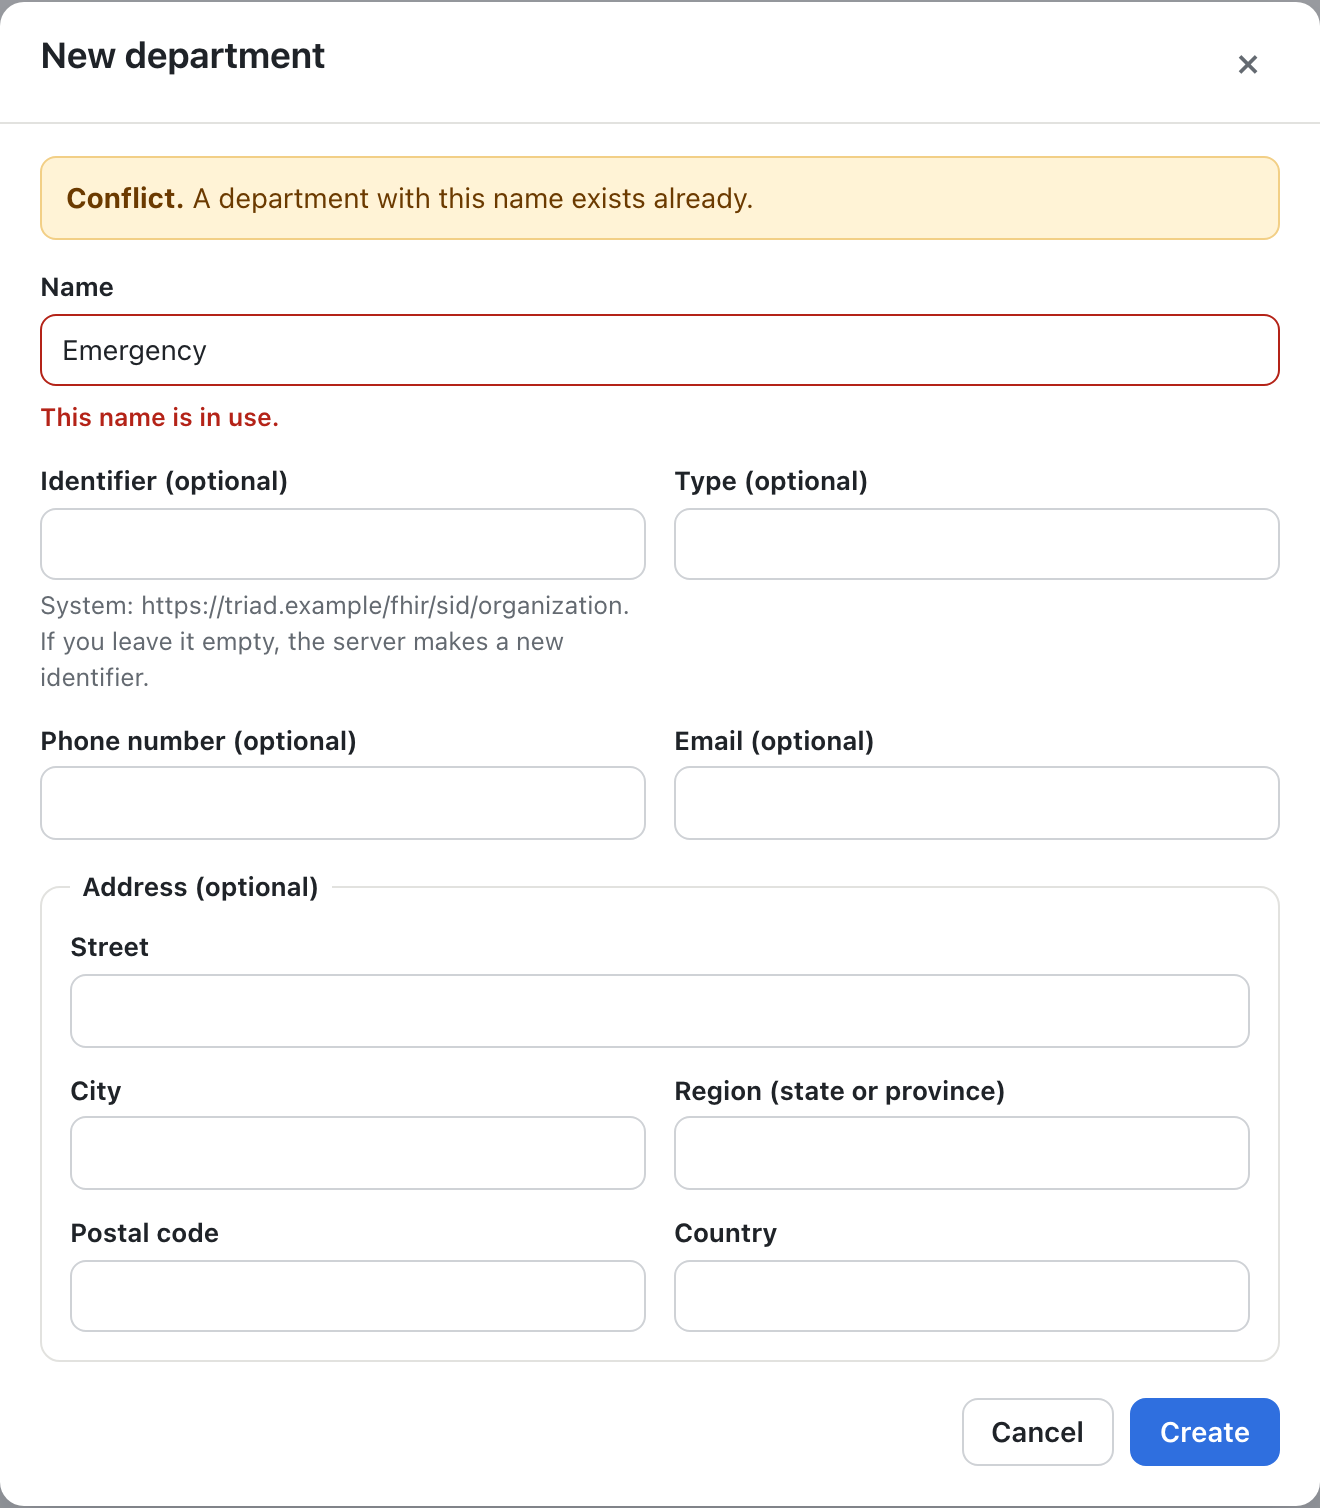 New department
×
Conflict. A department with this name exists already.
Name
Emergency
This name is in use.
Identifier (optional)
Type (optional)
System: https://triad.example/fhir/sid/organization.
If you leave it empty, the server makes a new
identifier.
Phone number (optional)
Email (optional)
Address (optional)
Street
City
Region (state or province)
Postal code
Country
Cancel
Create